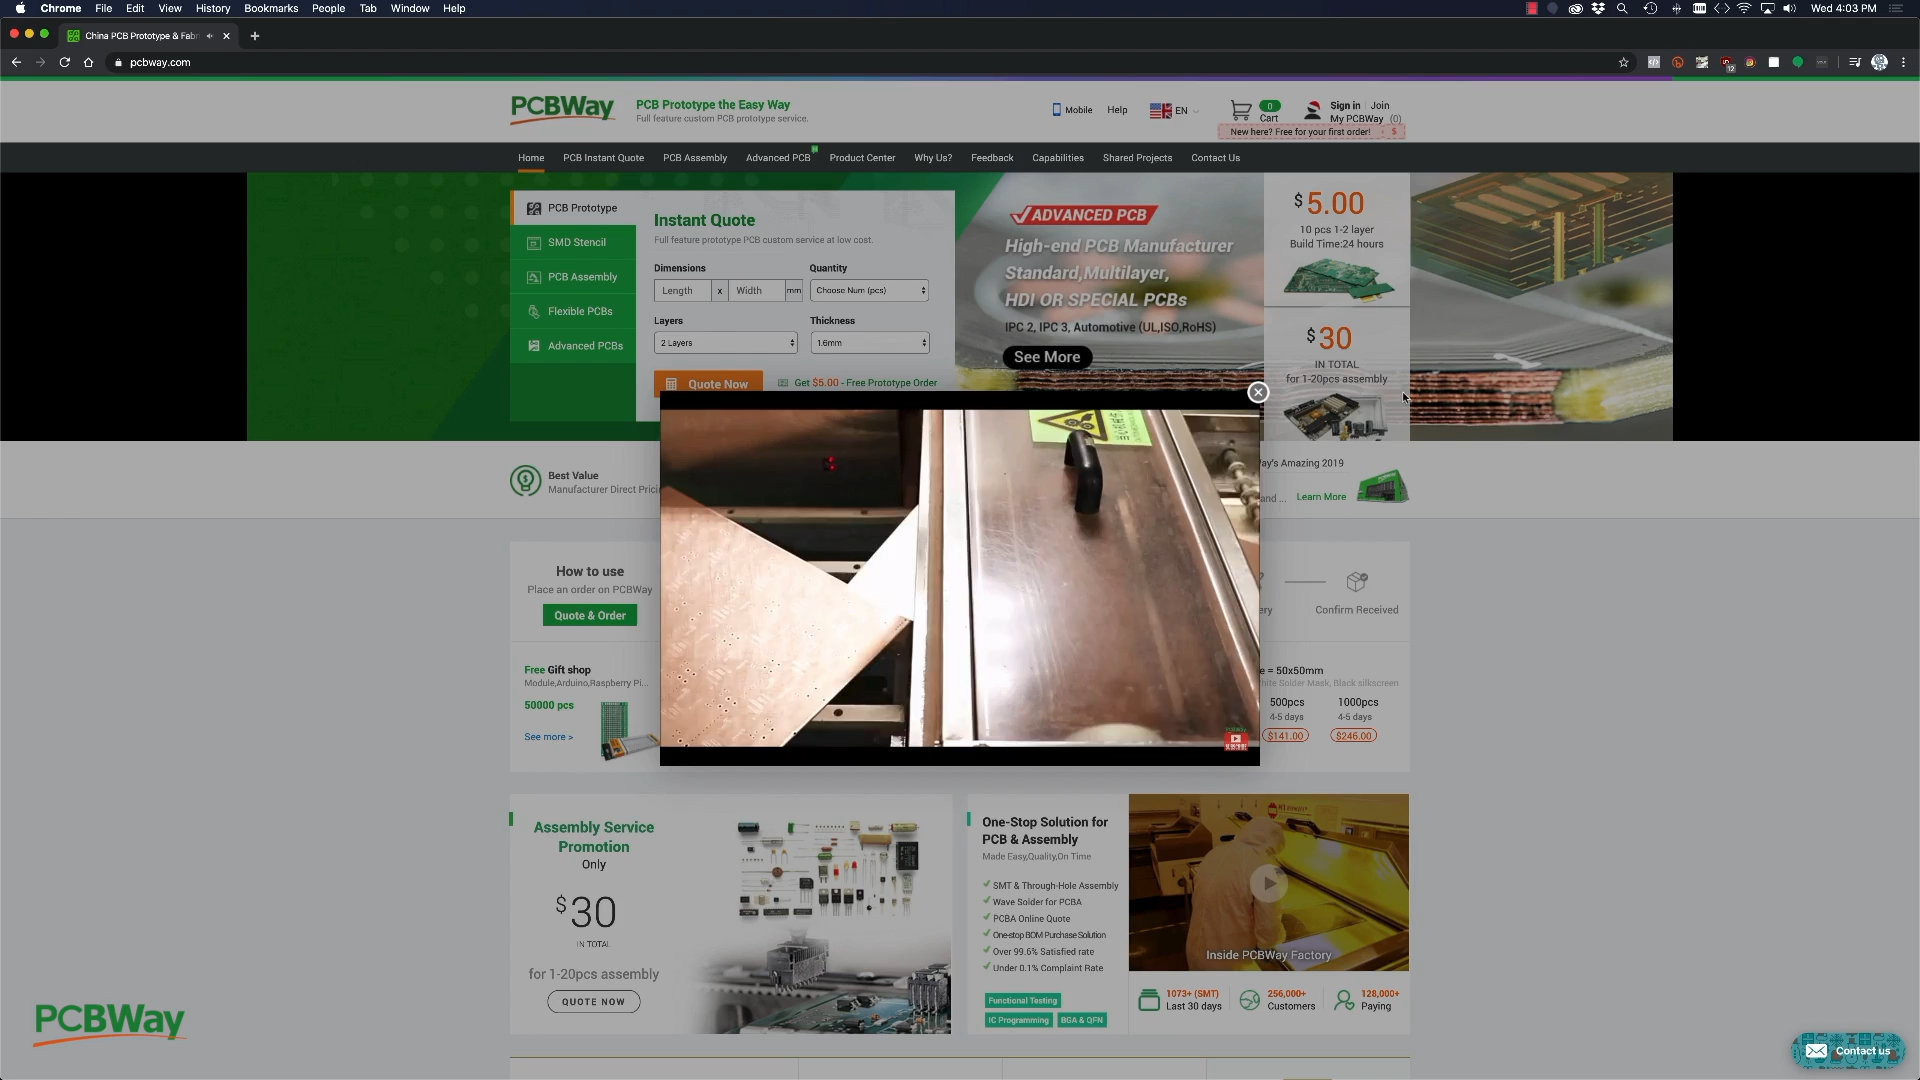 Chrome File Edit View History Bookmarks People Tab Window Help
Wed 4:03 PM
China PCB Prototype & Fab
pcbway.com
12
PCBWay
PCB Prototype the Easy Way
Full feature custom PCB prototype service.
Mobile Help EN
0
Cart
Sign in Join
My PCBWay (0)
New here? Free for your first order! $
Home PCB Instant Quote PCB Assembly Advanced PCB Product Center Why Us? Feedback Capabilities Shared Projects Contact Us
PCB Prototype
SMD Stencil
PCB Assembly
Flexible PCBs
Advanced PCBs
Instant Quote
Full feature prototype PCB custom service at low cost.
Dimensions Quantity
Length x Width mm Choose Num (pcs)
Layers Thickness
2 Layers 1.6mm
Quote Now Get $5.00 - Free Prototype Order
ADVANCED PCB
High-end PCB Manufacturer
Standard,Multilayer,
HDI OR SPECIAL PCBs
IPC 2, IPC 3, Automotive (UL,ISO,RoHS)
See More
$5.00
10 pcs 1-2 layer
Build Time:24 hours
$30
IN TOTAL
for 1-20pcs assembly
Best Value
Manufacturer Direct Prici
ay's Amazing 2019
and ... Learn More
How to use
Place an order on PCBWay
Quote & Order
ery Confirm Received
Free Gift shop
Module,Arduino,Raspberry Pi...
50000 pcs
See more >
e = 50x50mm
hite Solder Mask, Black silkscreen
500pcs 1000pcs
4-5 days 4-5 days
$141.00 $246.00
SUBSCRIBE
Assembly Service
Promotion
Only
$30
IN TOTAL
for 1-20pcs assembly
QUOTE NOW
One-Stop Solution for
PCB & Assembly
Made Easy,Quality,On Time
SMT & Through-Hole Assembly
Wave Solder for PCBA
PCBA Online Quote
One-stop BOM Purchase Solution
Over 99.6% Satisfied rate
Under 0.1% Complaint Rate
Functional Testing
IC Programming BGA & QFN
Inside PCBWay Factory
1073+ (SMT) 256,000+ 128,000+
Last 30 days Customers Paying
PCBWay
Contact us